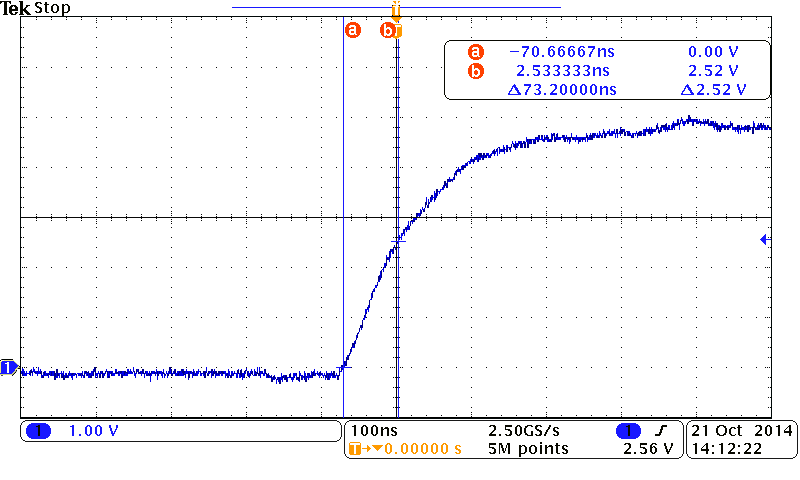 Tek Stop
T
a b T
a −70.66667ns 0.00 V
b 2.533333ns 2.52 V
Δ73.20000ns Δ2.52 V
1
1 1.00 V
100ns 2.50GS/s 1
T→▼0.00000 s 5M points 2.56 V
21 Oct 2014
14:12:22